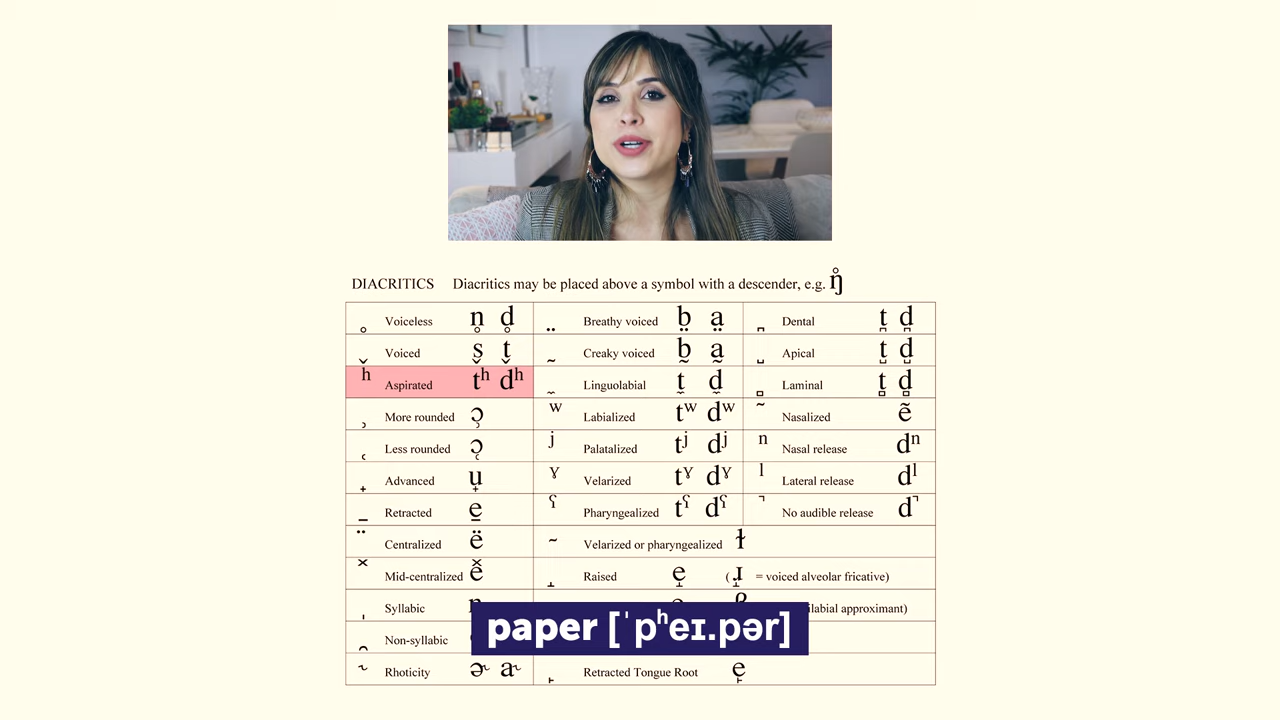 DIACRITICS Diacritics may be placed above a symbol with a descender, e.g. ŋ̊
̥ Voiceless n̥ d̥ ̤ Breathy voiced b̤ a̤ ̪ Dental t̪ d̪
̬ Voiced s̬ t̬ ̰ Creaky voiced b̰ a̰ ̺ Apical t̺ d̺
ʰ Aspirated tʰ dʰ ̼ Linguolabial t̼ d̼ ̻ Laminal t̻ d̻
̹ More rounded ɔ̹ ʷ Labialized tʷ dʷ ̃ Nasalized ẽ
̜ Less rounded ɔ̜ ʲ Palatalized tʲ dʲ ⁿ Nasal release dⁿ
̟ Advanced u̟ ˠ Velarized tˠ dˠ ˡ Lateral release dˡ
̠ Retracted e̠ ˤ Pharyngealized tˤ dˤ ̚ No audible release d̚
̈ Centralized ë ̴ Velarized or pharyngealized ɫ
̽ Mid-centralized e̽ ̝ Raised e̝ ( ɹ̝ = voiced alveolar fricative)
̩ Syllabic ilabial approximant)
̯ Non-syllabic
˞ Rhoticity ɚ a˞ ̙ Retracted Tongue Root e̙
paper [ˈpʰeɪ.pər]